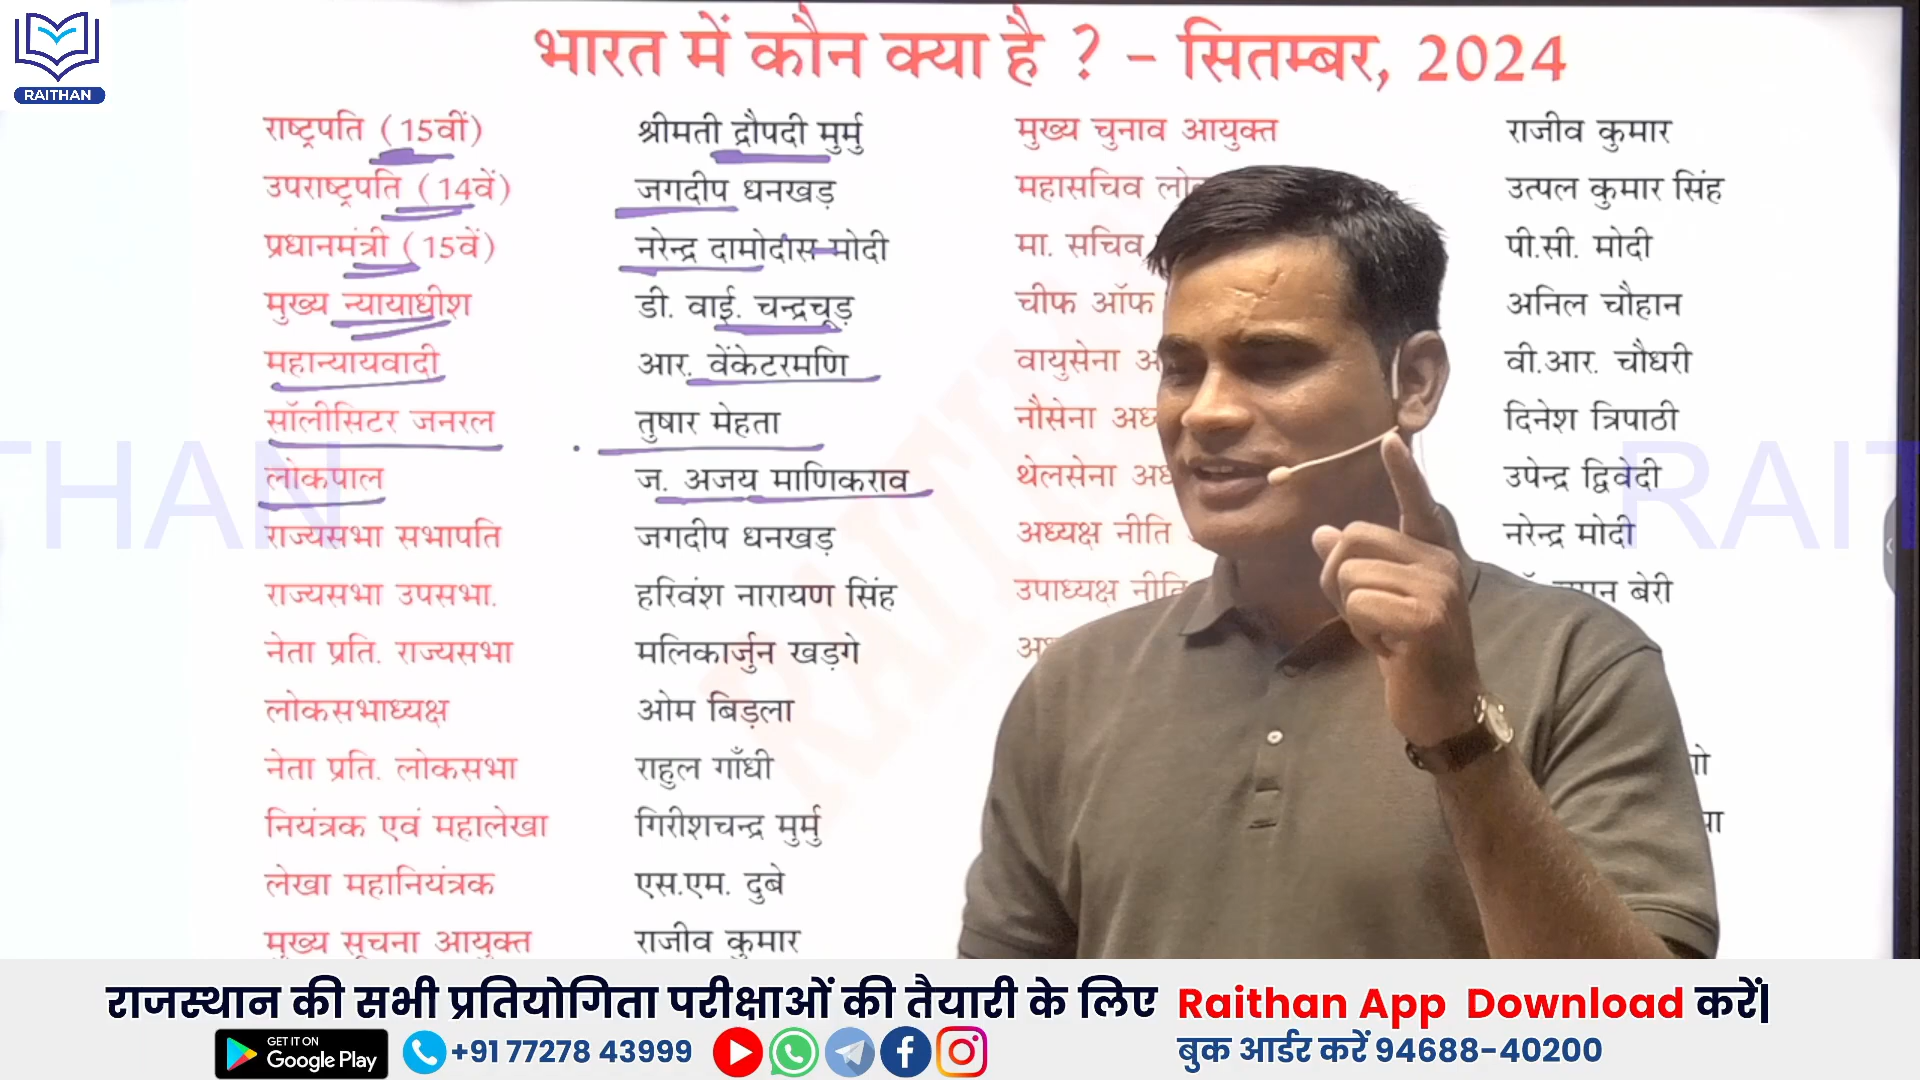 RAITHAN
भारत में कौन क्या है ? - सितम्बर, 2024
राष्ट्रपति (15वीं) श्रीमती द्रौपदी मुर्मु मुख्य चुनाव आयुक्त राजीव कुमार
उपराष्ट्रपति (14वें) जगदीप धनखड़ महासचिव उत्पल कुमार सिंह
प्रधानमंत्री (15वें) नरेन्द्र दामोदास मोदी मा. सचिव पी.सी. मोदी
मुख्य न्यायाधीश डी. वाई. चन्द्रचूड़ चीफ ऑफ अनिल चौहान
महान्यायवादी आर. वेंकेटरमणि वायुसेना वी.आर. चौधरी
सॉलीसिटर जनरल तुषार मेहता नौसेना दिनेश त्रिपाठी
लोकपाल ज. अजय माणिकराव थेलसेना उपेन्द्र द्विवेदी
राज्यसभा सभापति जगदीप धनखड़ अध्यक्ष नीति नरेन्द्र मोदी
राज्यसभा उपसभा. हरिवंश नारायण सिंह उपाध्यक्ष बेरी
नेता प्रति. राज्यसभा मलिकार्जुन खड़गे
लोकसभाध्यक्ष ओम बिड़ला
नेता प्रति. लोकसभा राहुल गाँधी
नियंत्रक एवं महालेखा गिरीशचन्द्र मुर्मु
लेखा महानियंत्रक एस.एम. दुबे
मुख्य सूचना आयुक्त राजीव कुमार
राजस्थान की सभी प्रतियोगिता परीक्षाओं की तैयारी के लिए Raithan App Download करें|
GET IT ON
Google Play
+91 77278 43999
बुक आर्डर करें 94688-40200